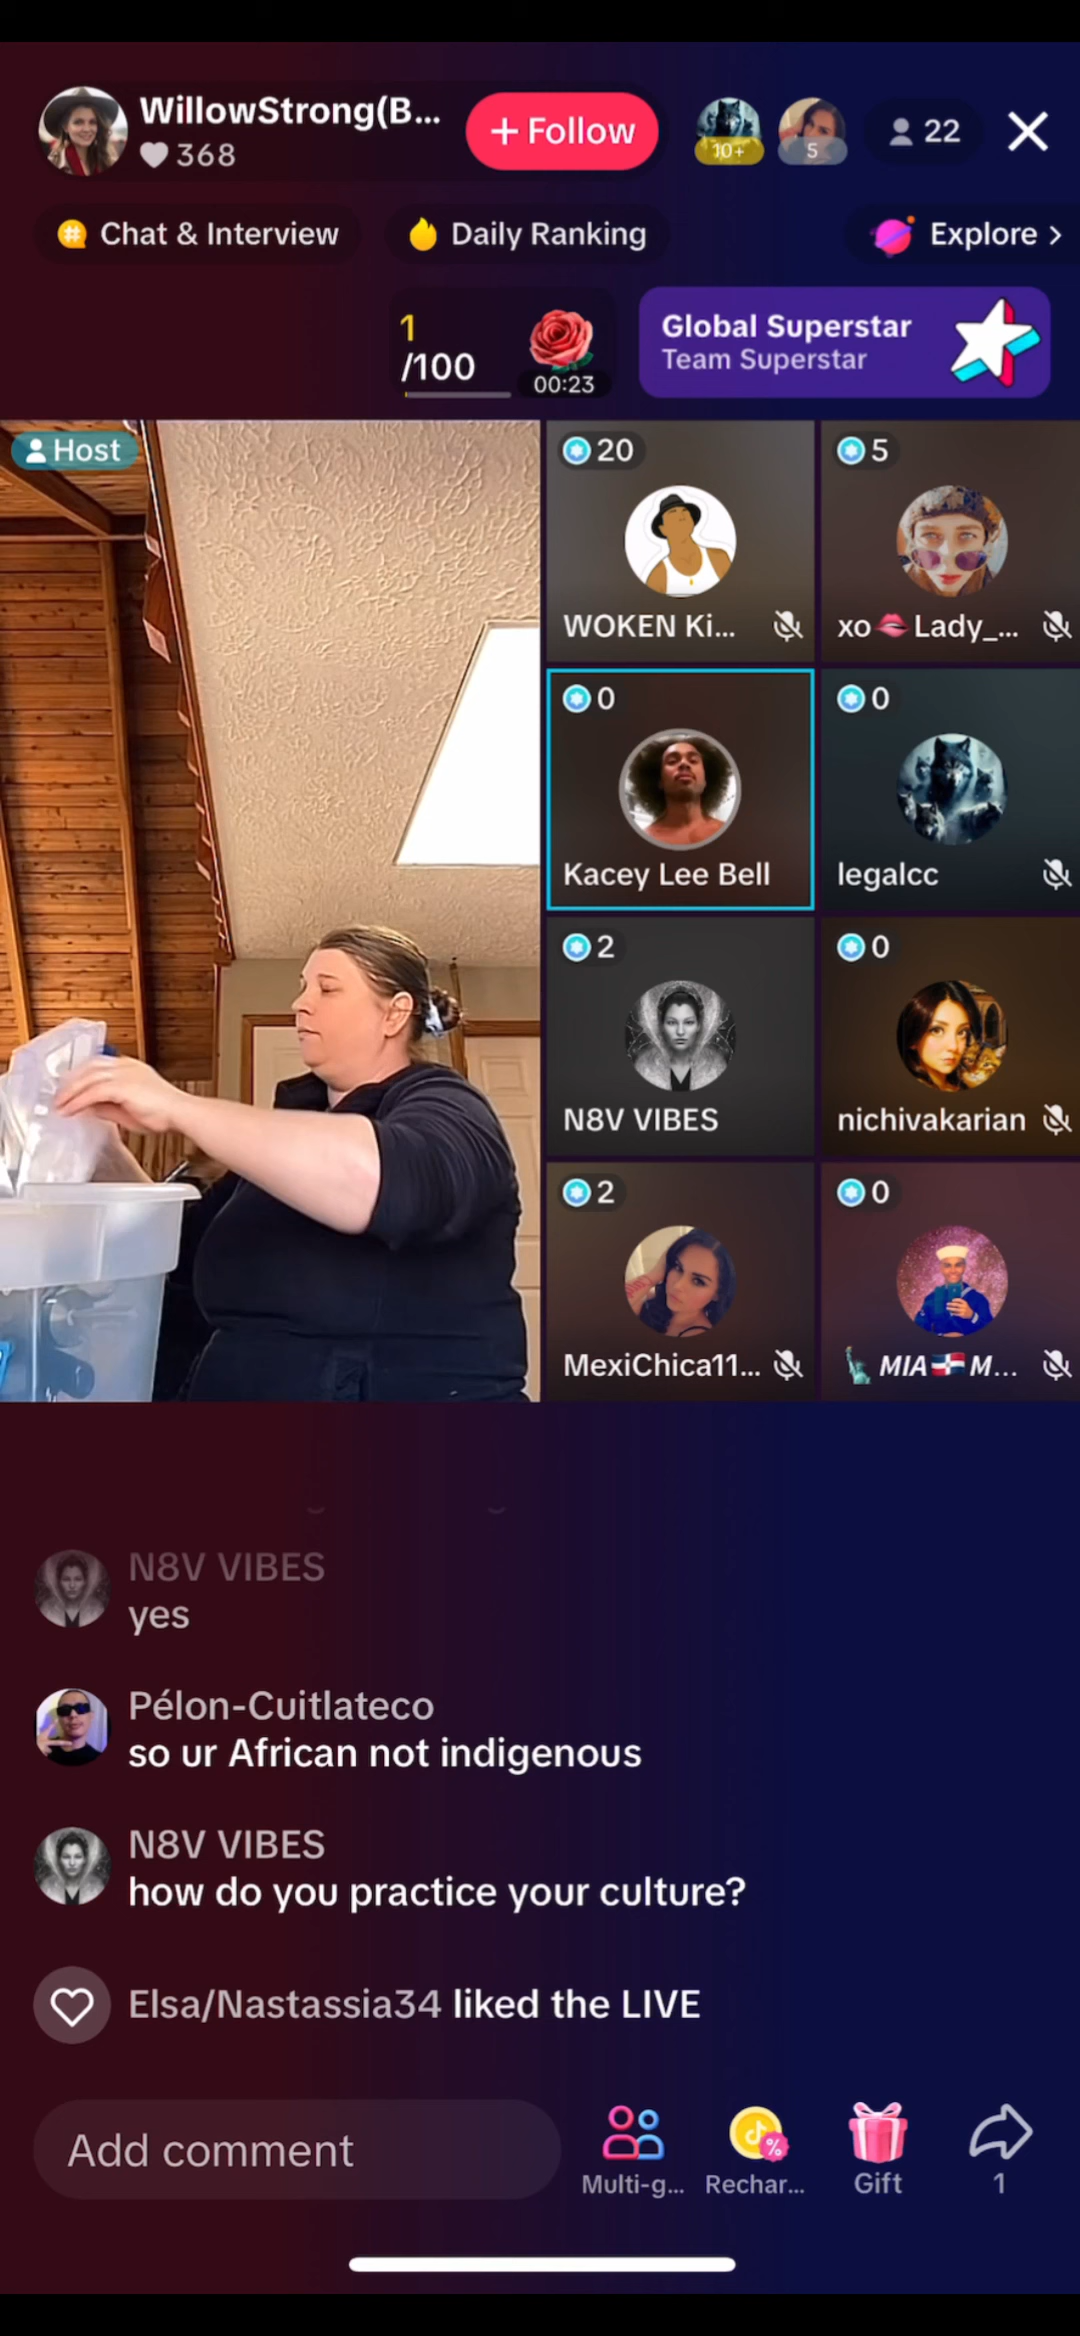 WillowStrong(B...
368
+ Follow
10+
5
22
Chat & Interview
Daily Ranking
Explore >
1
/100
00:23
Global Superstar
Team Superstar
Host
20
WOKEN Ki...
5
xo💋Lady_...
0
Kacey Lee Bell
0
legalcc
2
N8V VIBES
0
nichivakarian
2
MexiChica11...
0
🗽MIA🇩🇴M...
N8V VIBES
yes
Pélon-Cuitlateco
so ur African not indigenous
N8V VIBES
how do you practice your culture?
Elsa/Nastassia34 liked the LIVE
Add comment
Multi-g...
Rechar...
Gift
1